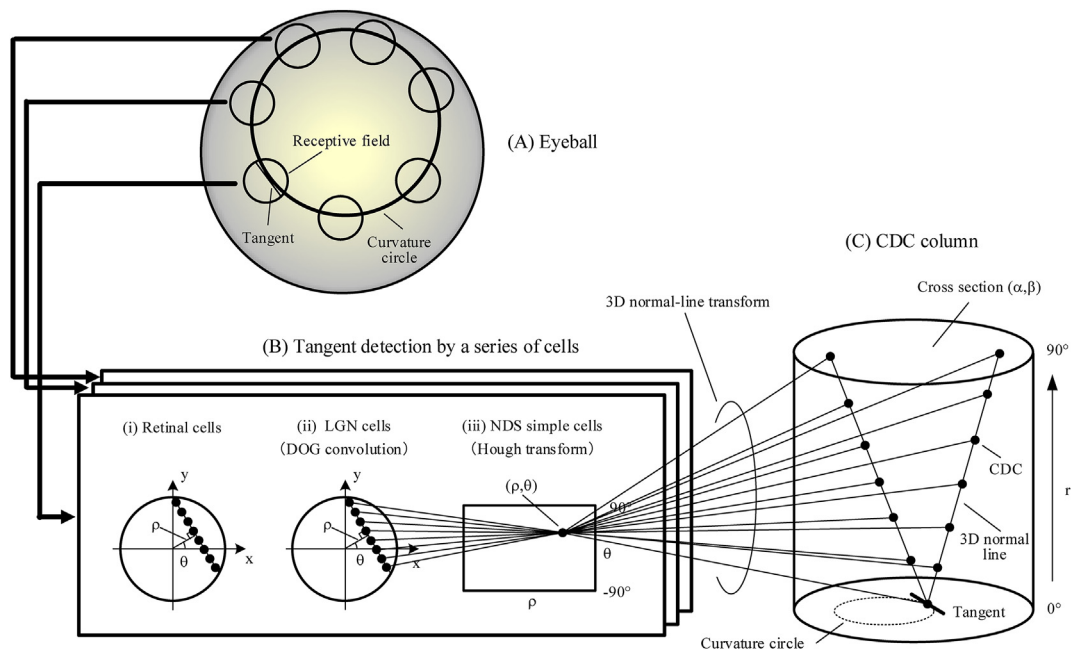 (A) Eyeball
Receptive field
Tangent
Curvature
circle
(C) CDC column
Cross section (α,β)
3D normal-line transform
(B) Tangent detection by a series of cells
90°
(i) Retinal cells
(ii) LGN cells
(DOG convolution)
(iii) NDS simple cells
(Hough transform)
CDC
r
y
y
(ρ,θ)
90°
ρ
ρ
3D normal
line
x
x
θ
θ
θ
-90°
ρ
Tangent
0°
Curvature circle